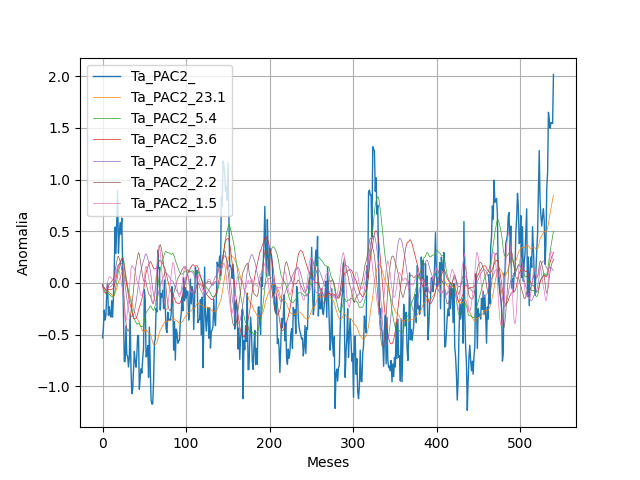 2.0
1.5
1.0
0.5
0.0
−0.5
−1.0
Anomalia
Ta_PAC2_
Ta_PAC2_23.1
Ta_PAC2_5.4
Ta_PAC2_3.6
Ta_PAC2_2.7
Ta_PAC2_2.2
Ta_PAC2_1.5
0 100 200 300 400 500
Meses